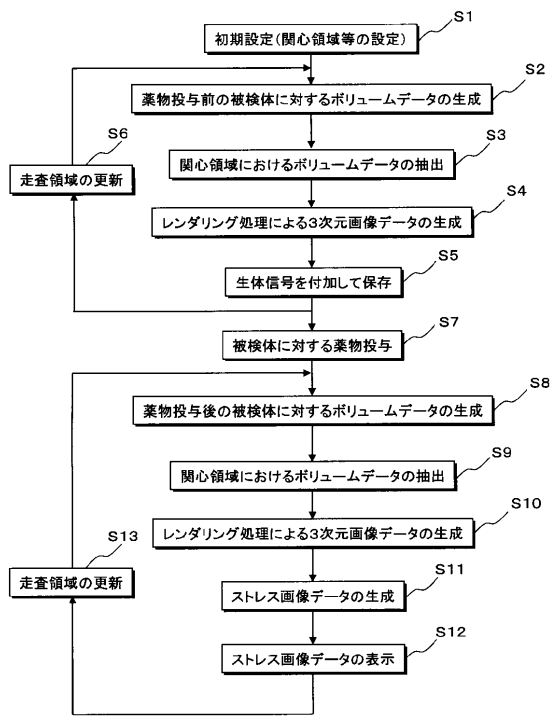 S1
初期設定(関心領域等の設定)
S2
薬物投与前の被検体に対するボリュームデータの生成
S3
関心領域におけるボリュームデータの抽出
S6
走査領域の更新
S4
レンダリング処理による3次元画像データの生成
S5
生体信号を付加して保存
S7
被検体に対する薬物投与
S8
薬物投与後の被検体に対するボリュームデータの生成
S9
関心領域におけるボリュームデータの抽出
S10
レンダリング処理による3次元画像データの生成
S13
走査領域の更新
S11
ストレス画像データの生成
S12
ストレス画像データの表示